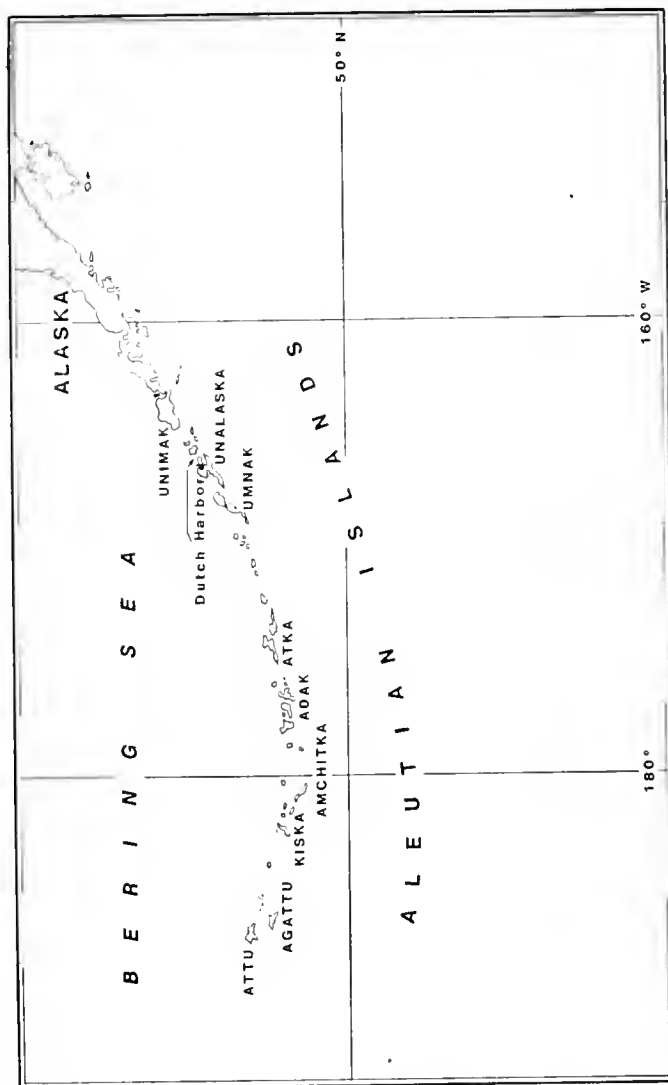 ALASKA
BERING SEA
UNIMAK
Dutch Harbor
UNALASKA
UMNAK
ATKA
ADAK
AMCHITKA
KISKA
AGATTU
ATTU
ALEUTIAN ISLANDS
50° N
180°
160° W